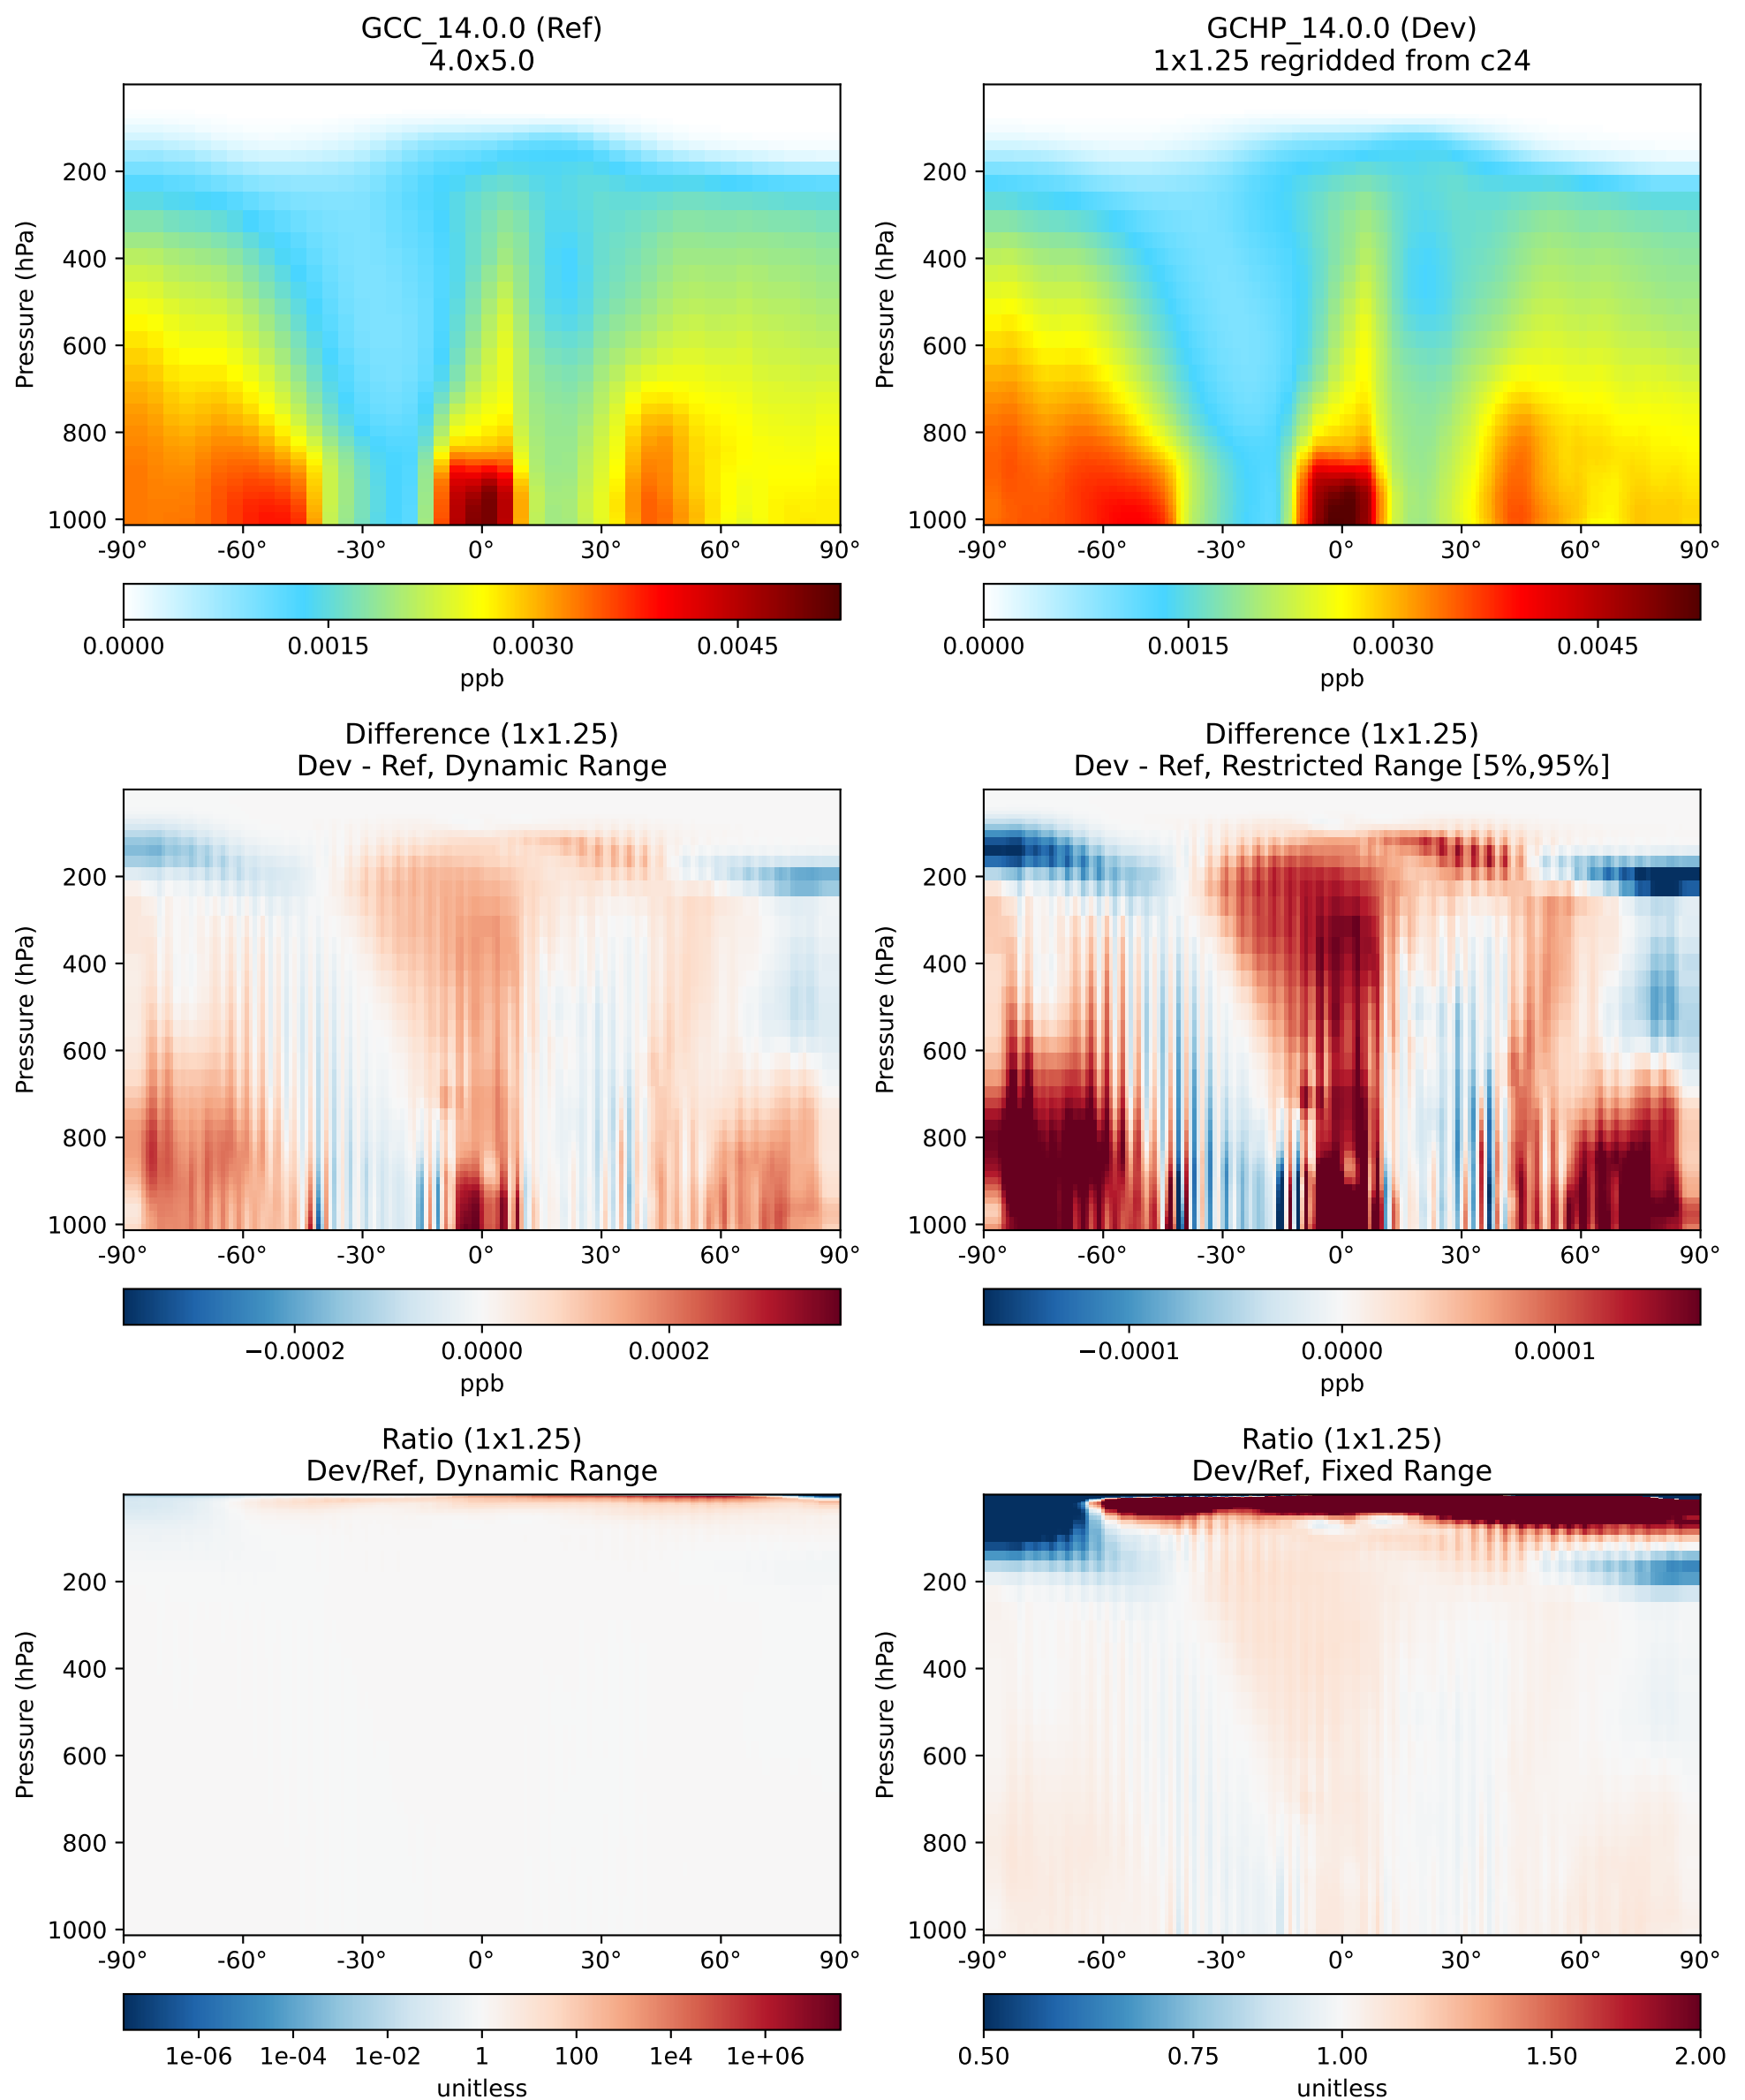 GCC_14.0.0 (Ref)
4.0x5.0
Pressure (hPa)
200
400
600
800
1000
-90° -60° -30° 0° 30° 60° 90°
0.0000 0.0015 0.0030 0.0045
ppb
GCHP_14.0.0 (Dev)
1x1.25 regridded from c24
Pressure (hPa)
200
400
600
800
1000
-90° -60° -30° 0° 30° 60° 90°
0.0000 0.0015 0.0030 0.0045
ppb
Difference (1x1.25)
Dev - Ref, Dynamic Range
Pressure (hPa)
200
400
600
800
1000
-90° -60° -30° 0° 30° 60° 90°
−0.0002 0.0000 0.0002
ppb
Difference (1x1.25)
Dev - Ref, Restricted Range [5%,95%]
Pressure (hPa)
200
400
600
800
1000
-90° -60° -30° 0° 30° 60° 90°
−0.0001 0.0000 0.0001
ppb
Ratio (1x1.25)
Dev/Ref, Dynamic Range
Pressure (hPa)
200
400
600
800
1000
-90° -60° -30° 0° 30° 60° 90°
1e-06 1e-04 1e-02 1 100 1e4 1e+06
unitless
Ratio (1x1.25)
Dev/Ref, Fixed Range
Pressure (hPa)
200
400
600
800
1000
-90° -60° -30° 0° 30° 60° 90°
0.50 0.75 1.00 1.50 2.00
unitless